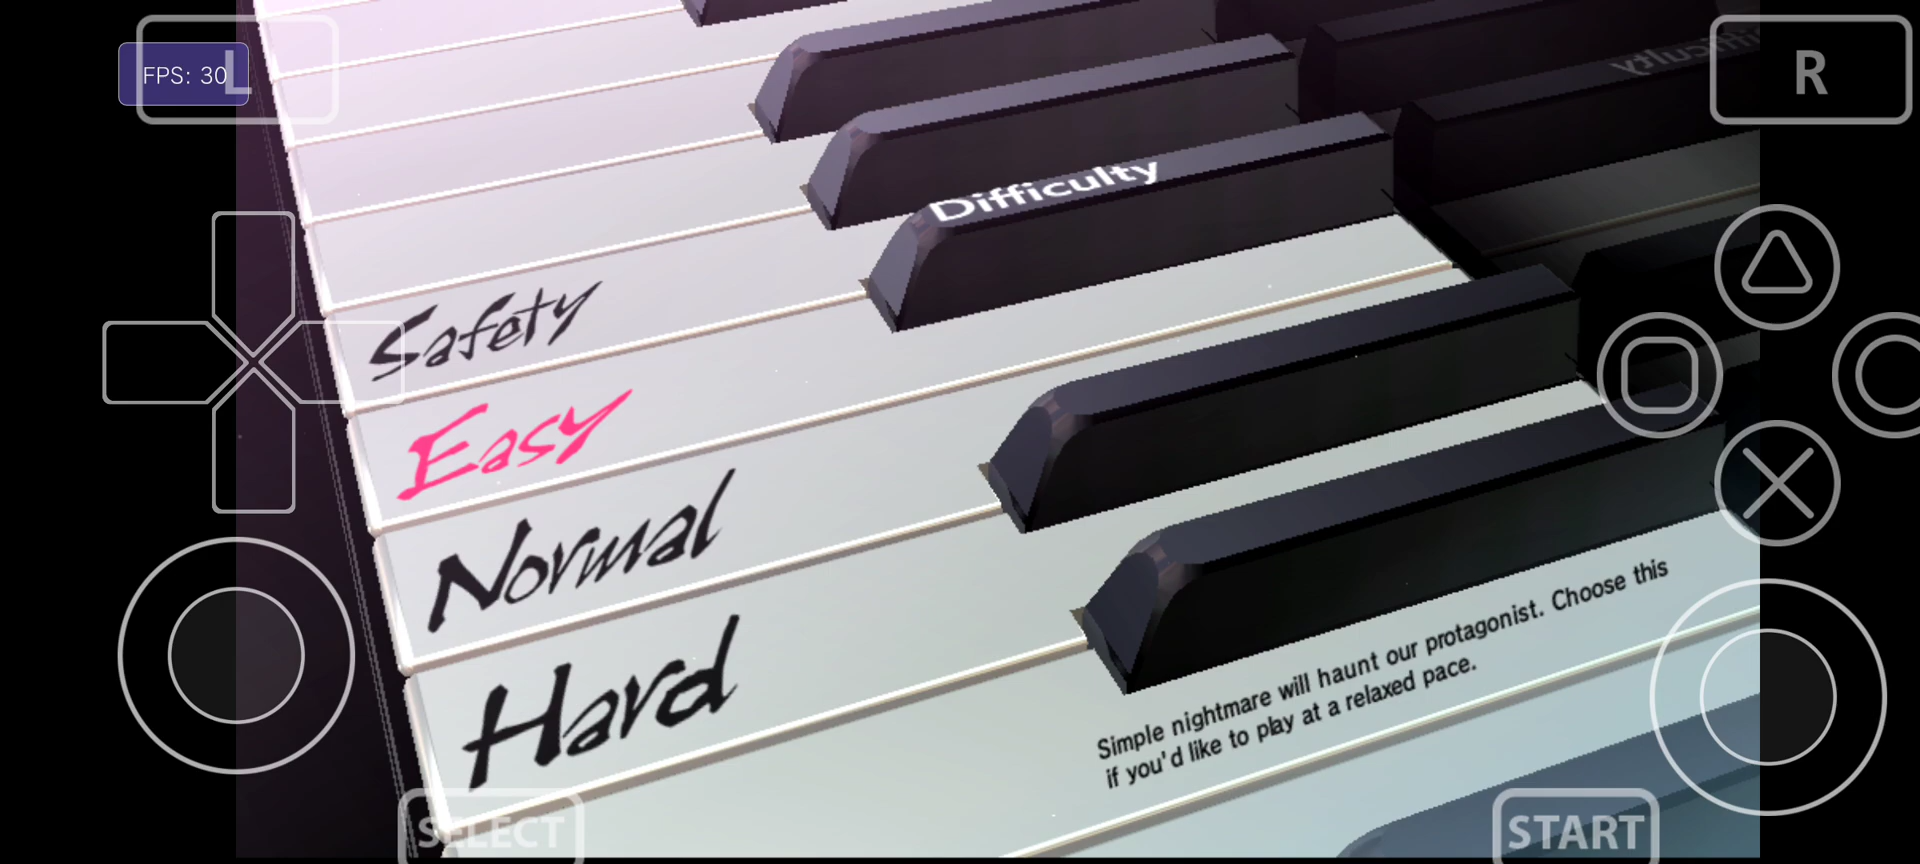 FPS: 30
L
R
Difficulty
Difficulty
Safety
Easy
Normal
Hard
Simple nightmare will haunt our protagonist. Choose this
if you'd like to play at a relaxed pace.
SELECT
START